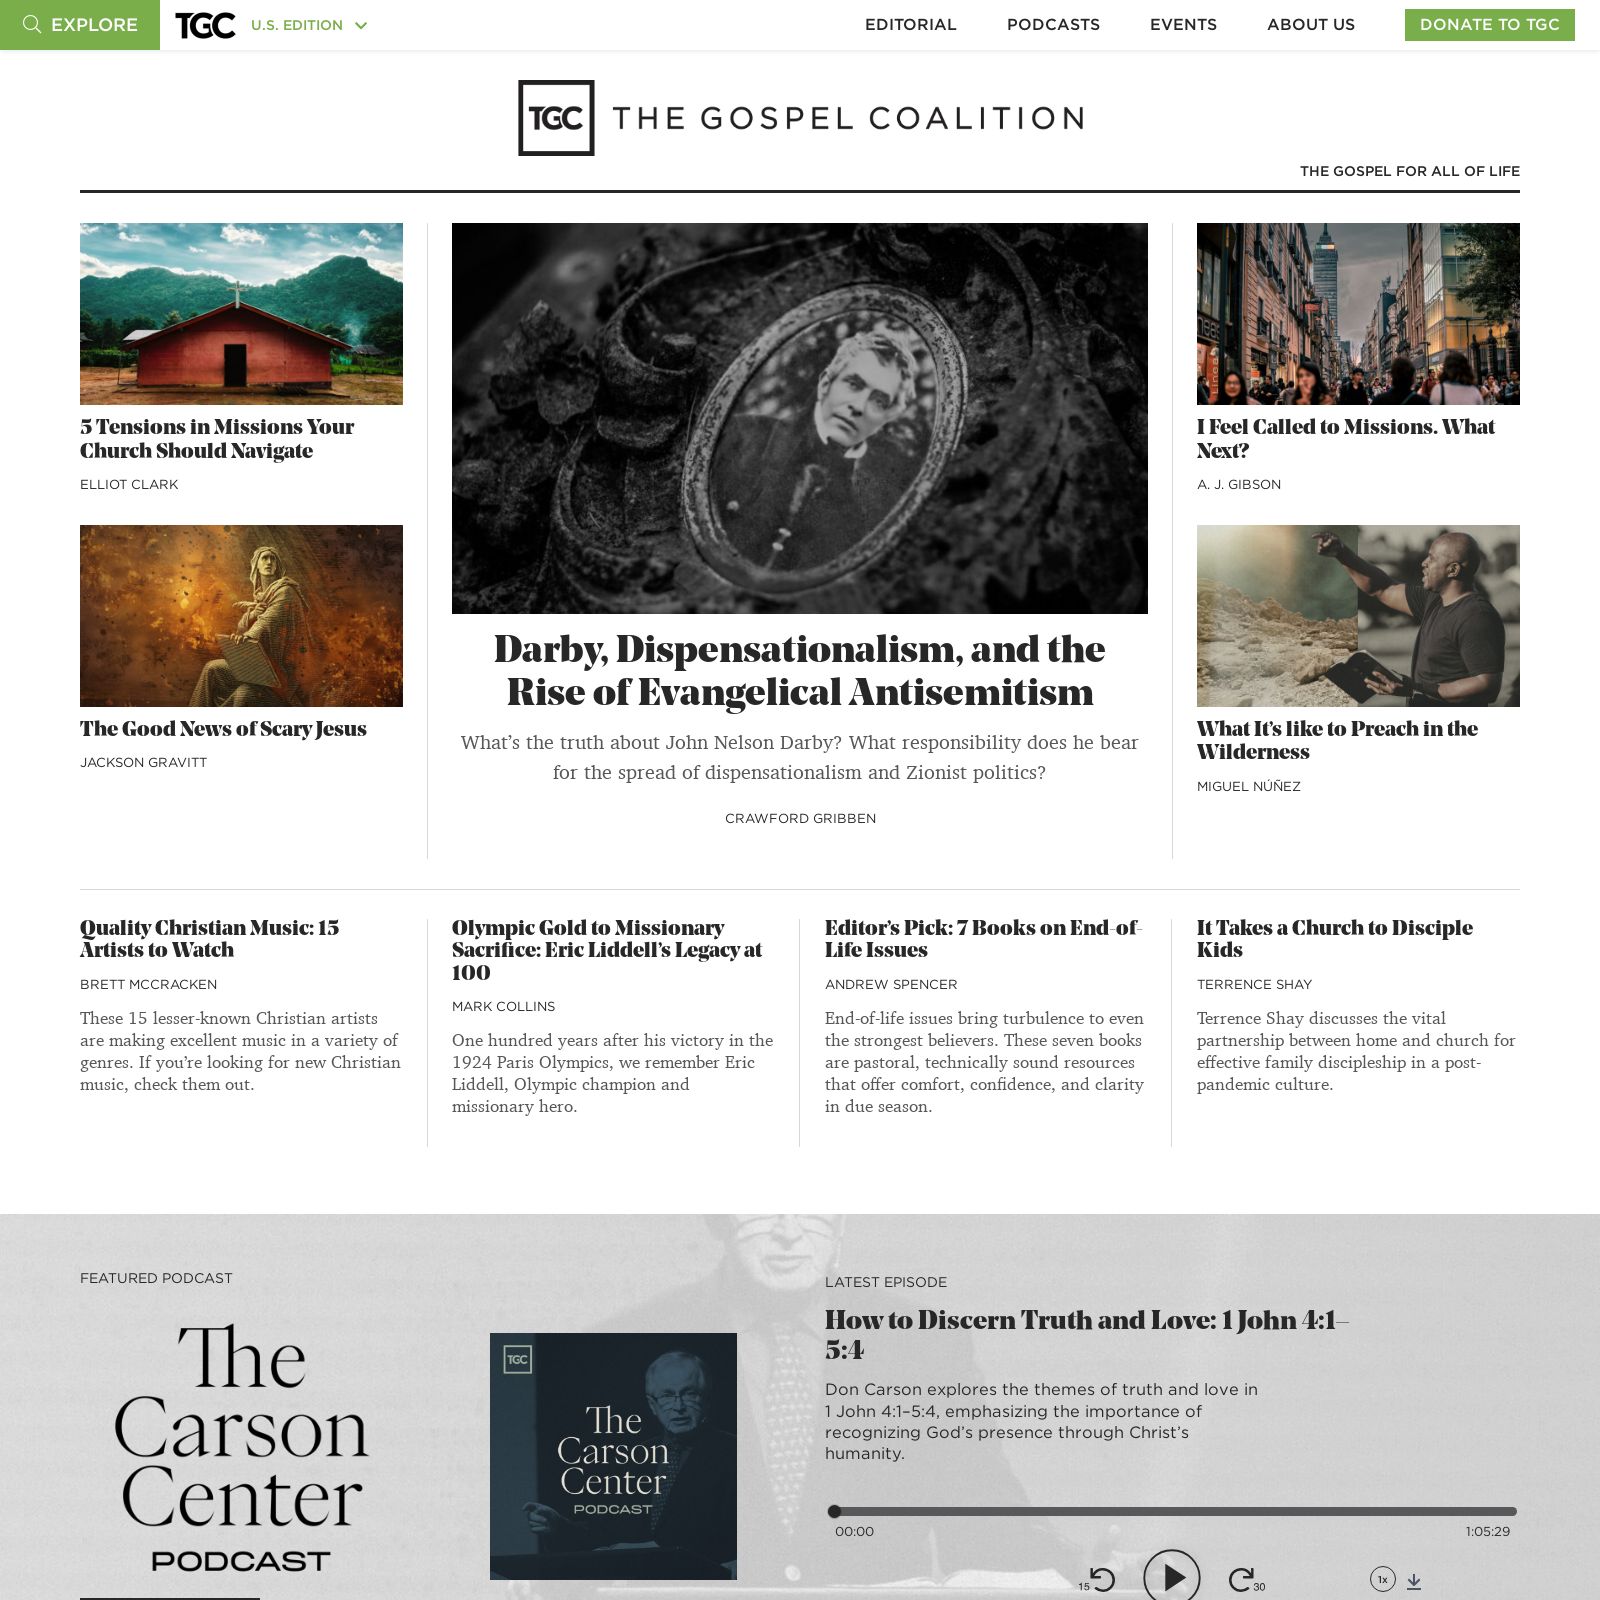 EXPLORE
TGC
U.S. EDITION
EDITORIAL
PODCASTS
EVENTS
ABOUT US
DONATE TO TGC
TGC THE GOSPEL COALITION
THE GOSPEL FOR ALL OF LIFE
5 Tensions in Missions Your
Church Should Navigate
ELLIOT CLARK
The Good News of Scary Jesus
JACKSON GRAVITT
Darby, Dispensationalism, and the
Rise of Evangelical Antisemitism
What’s the truth about John Nelson Darby? What responsibility does he bear
for the spread of dispensationalism and Zionist politics?
CRAWFORD GRIBBEN
Linea
I Feel Called to Missions. What
Next?
A. J. GIBSON
What It’s like to Preach in the
Wilderness
MIGUEL NÚÑEZ
Quality Christian Music: 15
Artists to Watch
BRETT MCCRACKEN
These 15 lesser-known Christian artists
are making excellent music in a variety of
genres. If you’re looking for new Christian
music, check them out.
Olympic Gold to Missionary
Sacrifice: Eric Liddell’s Legacy at
100
MARK COLLINS
One hundred years after his victory in the
1924 Paris Olympics, we remember Eric
Liddell, Olympic champion and
missionary hero.
Editor’s Pick: 7 Books on End-of-
Life Issues
ANDREW SPENCER
End-of-life issues bring turbulence to even
the strongest believers. These seven books
are pastoral, technically sound resources
that offer comfort, confidence, and clarity
in due season.
It Takes a Church to Disciple
Kids
TERRENCE SHAY
Terrence Shay discusses the vital
partnership between home and church for
effective family discipleship in a post-
pandemic culture.
FEATURED PODCAST
The
Carson
Center
PODCAST
TGC
The
Carson
Center
PODCAST
LATEST EPISODE
How to Discern Truth and Love: 1 John 4:1–
5:4
Don Carson explores the themes of truth and love in
1 John 4:1–5:4, emphasizing the importance of
recognizing God’s presence through Christ’s
humanity.
00:00
1:05:29
15
30
1x